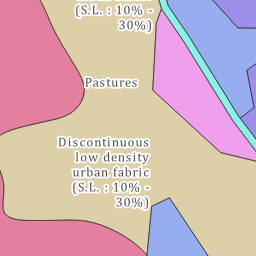 (S.L. : 10% -
30%)
Pastures
Discontinuous
low density
urban fabric
(S.L. : 10% -
30%)